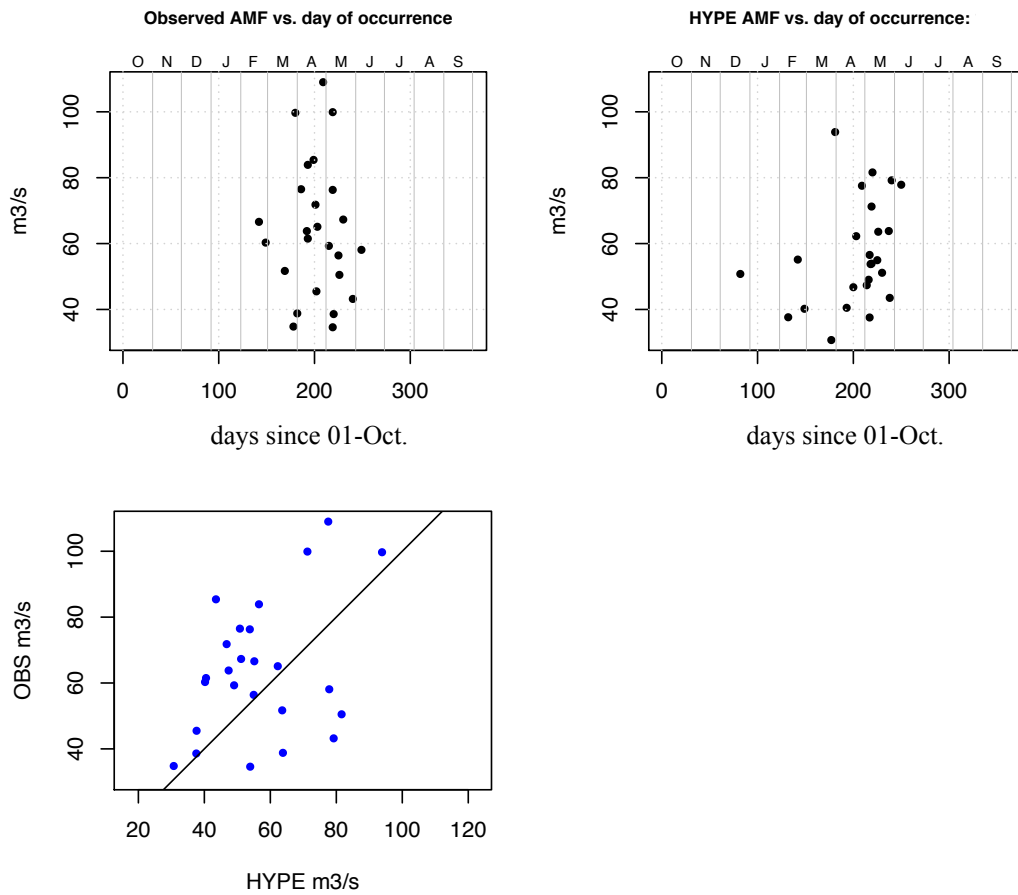 Observed AMF vs. day of occurrence
O N D J F M A M J J A S
m3/s
100
80
60
40
0 100 200 300
days since 01-Oct.
HYPE AMF vs. day of occurrence:
O N D J F M A M J J A S
m3/s
100
80
60
40
0 100 200 300
days since 01-Oct.
OBS m3/s
100
80
60
40
20 40 60 80 100 120
HYPE m3/s